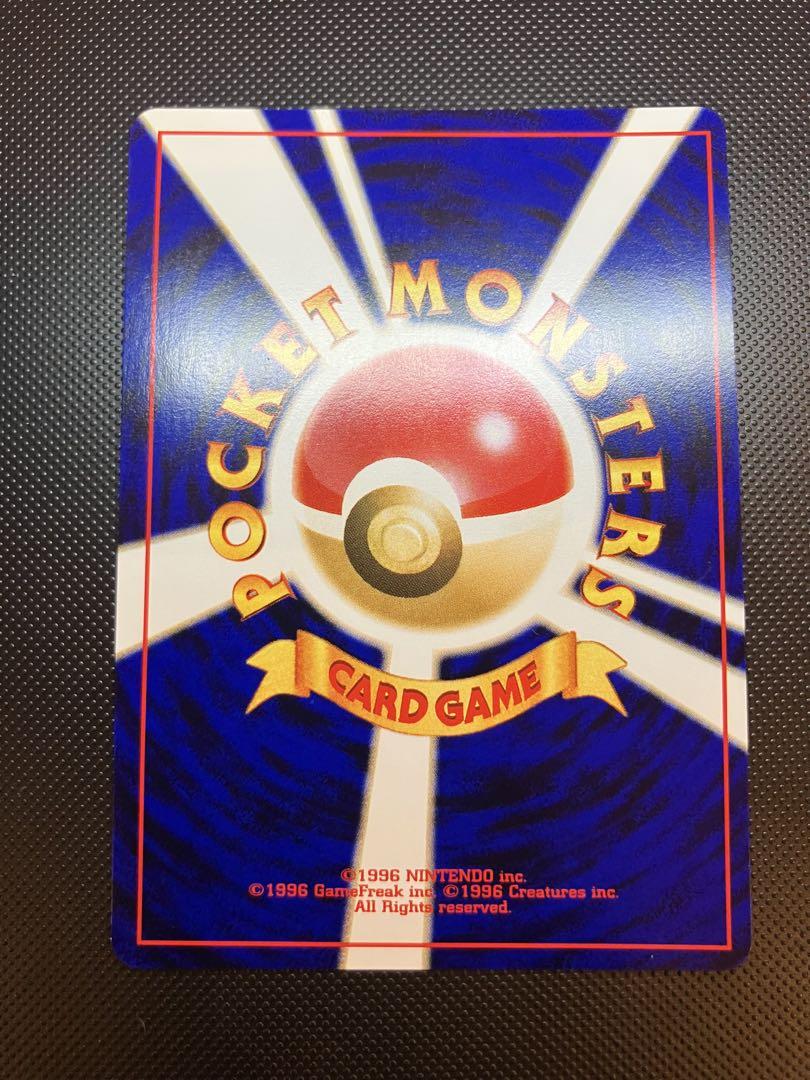 POCKET MONSTERS
CARD GAME
©1996 NINTENDO inc.
©1996 GameFreak inc. ©1996 Creatures inc.
All Rights reserved.